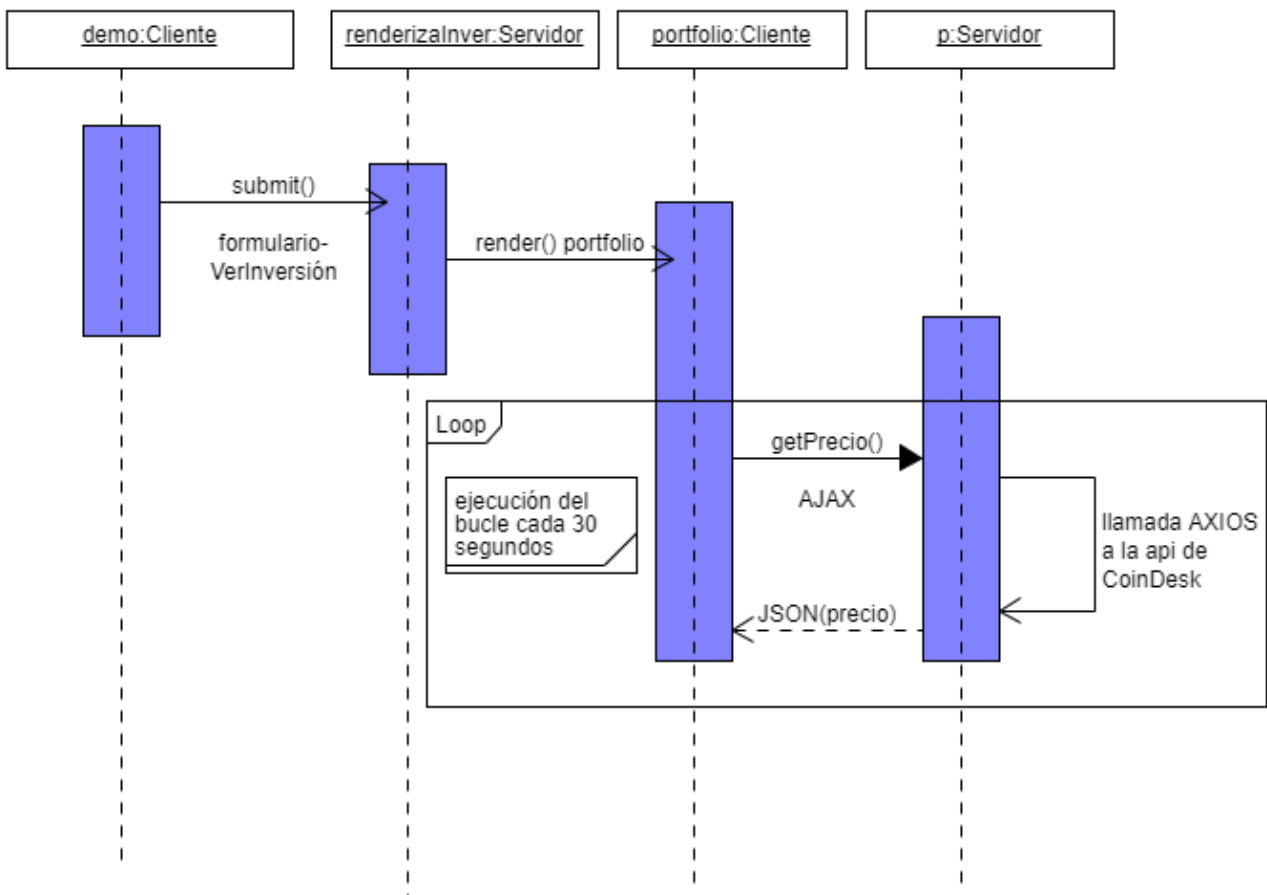 demo:Cliente
renderizaInver:Servidor
portfolio:Cliente
p:Servidor
submit()
formulario-
VerInversión
render() portfolio
Loop
getPrecio()
AJAX
ejecución del
bucle cada 30
segundos
llamada AXIOS
a la api de
CoinDesk
JSON(precio)